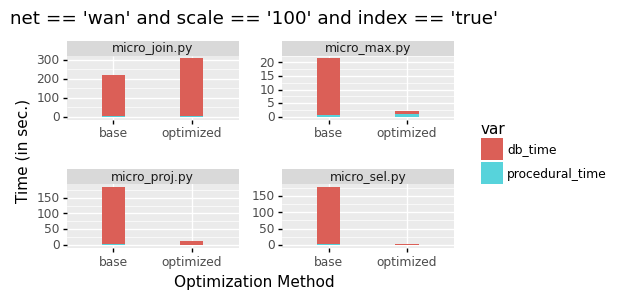 net == 'wan' and scale == '100' and index == 'true'
micro_join.py
micro_max.py
300
200
100
0
20
15
10
5
0
base
optimized
base
optimized
Time (in sec.)
micro_proj.py
micro_sel.py
150
100
50
0
150
100
50
0
base
optimized
base
optimized
Optimization Method
var
db_time
procedural_time